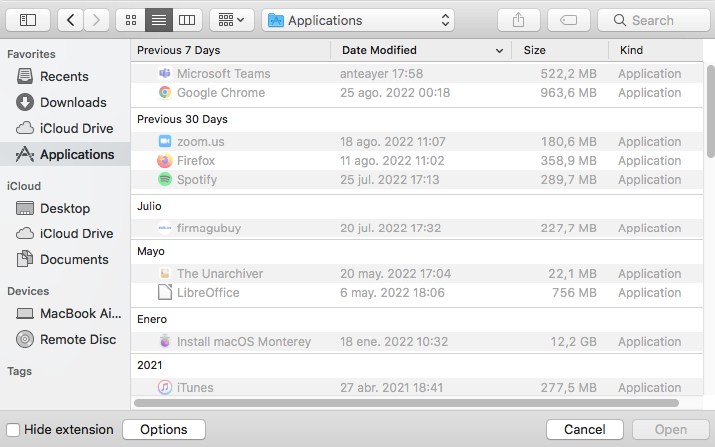 Applications
Search
Favorites
Recents
Downloads
iCloud Drive
Applications
iCloud
Desktop
iCloud Drive
Documents
Devices
MacBook Ai...
Remote Disc
Tags
Previous 7 Days Date Modified Size Kind
Microsoft Teams anteayer 17:58 522,2 MB Application
Google Chrome 25 ago. 2022 00:18 963,6 MB Application
Previous 30 Days
zoom.us 18 ago. 2022 11:07 180,6 MB Application
Firefox 11 ago. 2022 11:02 358,9 MB Application
Spotify 25 jul. 2022 17:13 289,7 MB Application
Julio
firmagubuy 20 jul. 2022 17:32 227,7 MB Application
Mayo
The Unarchiver 20 may. 2022 17:04 22,1 MB Application
LibreOffice 6 may. 2022 18:06 756 MB Application
Enero
Install macOS Monterey 18 ene. 2022 10:32 12,2 GB Application
2021
iTunes 27 abr. 2021 18:41 277,5 MB Application
Hide extension Options Cancel Open